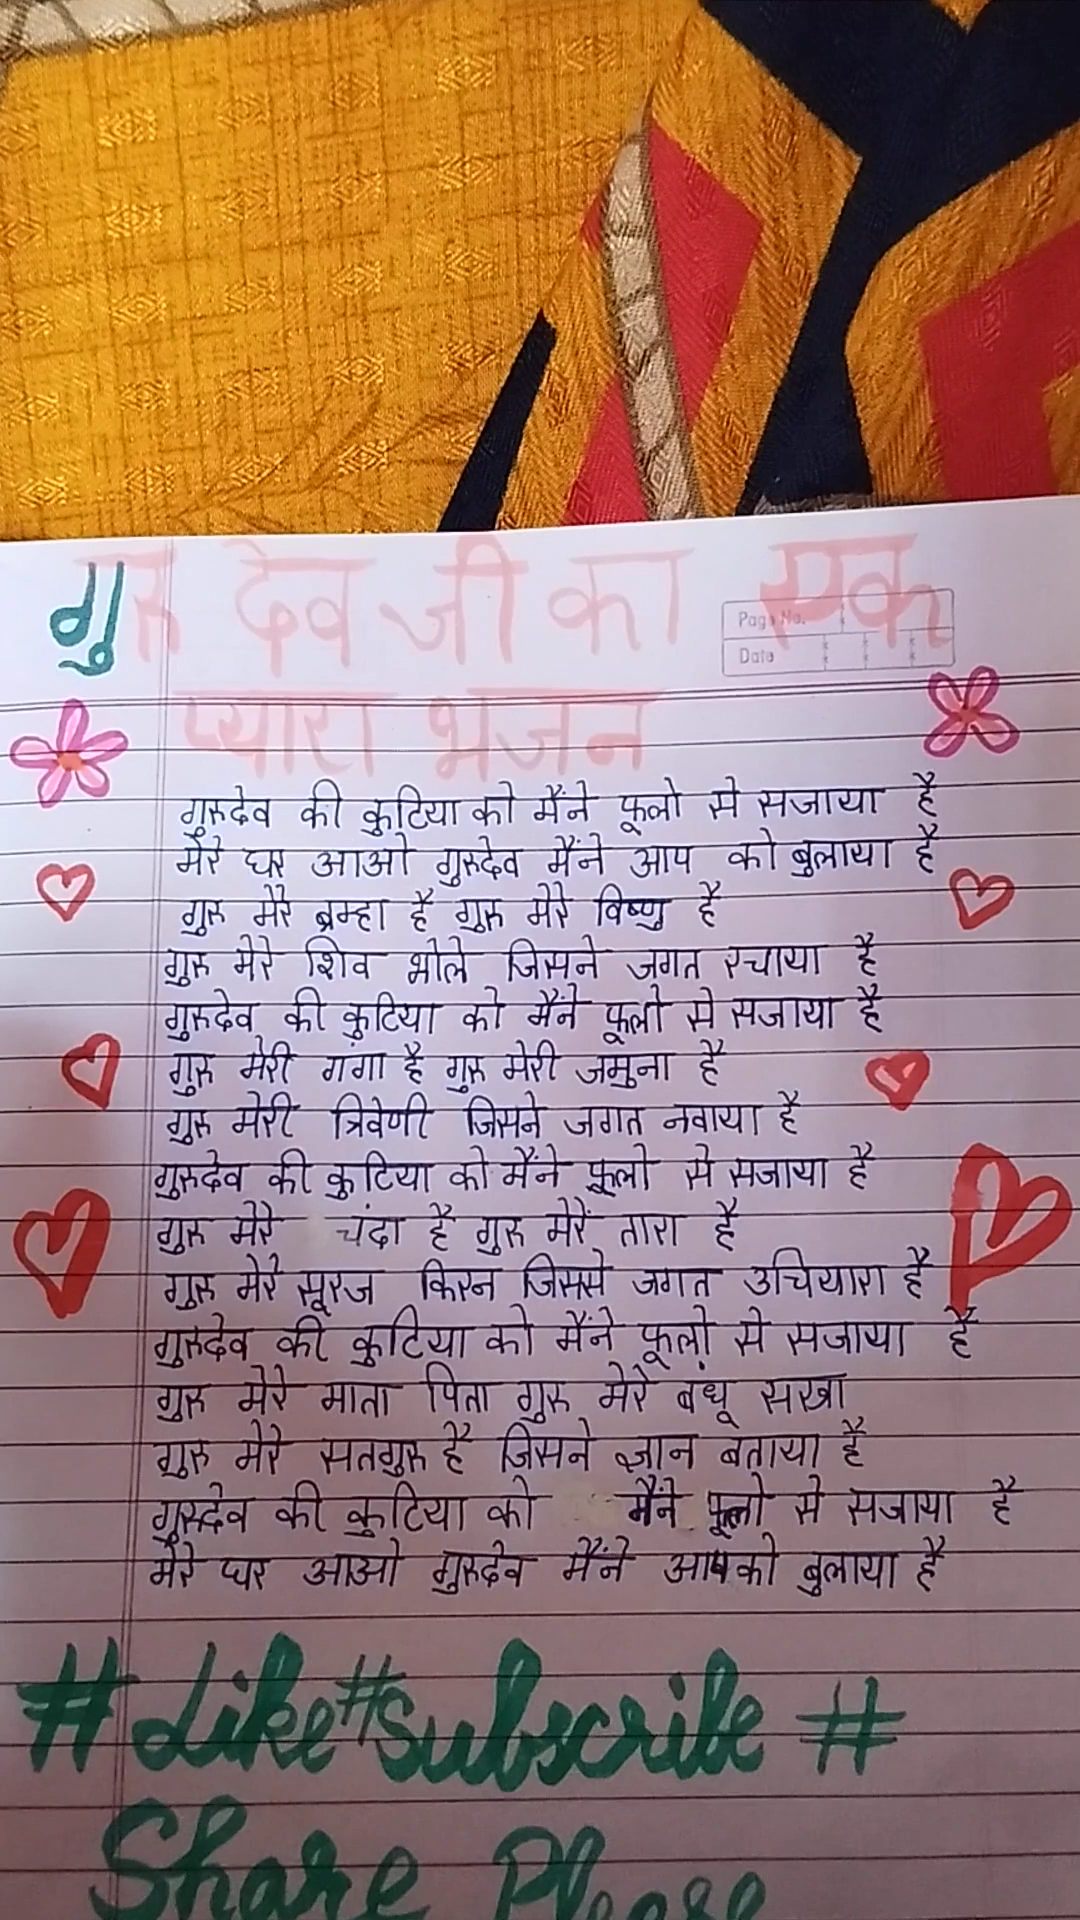 गुरु देव जी का एक
Page No.
Date
प्यारा भजन
गुरुदेव की कुटिया को मैंने फूलो से सजाया है
मेरे घर आओ गुरुदेव मैंने आप को बुलाया है
गुरु मेरे ब्रम्हा है गुरु मेरे विष्णु है
गुरु मेरे शिव भोले जिसने जगत रचाया है
गुरुदेव की कुटिया को मैंने फूलो से सजाया है
गुरु मेरी गंगा है गुरु मेरी जमुना है
गुरु मेरी त्रिवेणी जिसने जगत नवाया है
गुरुदेव की कुटिया को मैंने फूलो से सजाया है
गुरु मेरे चंदा है गुरु मेरें तारा है
गुरु मेरे सूरज किरन जिससे जगत उचियारा है
गुरुदेव की कुटिया को मैंने फूलो से सजाया है
गुरु मेरे माता पिता गुरु मेरे बंधू सखा
गुरु मेरे सतगुरु है जिसने ज्ञान बताया है
गुरुदेव की कुटिया को मैंने फूलो से सजाया है
मेरे घर आओ गुरुदेव मैंने आपको बुलाया है
# Like # Subscribe #
Share Please